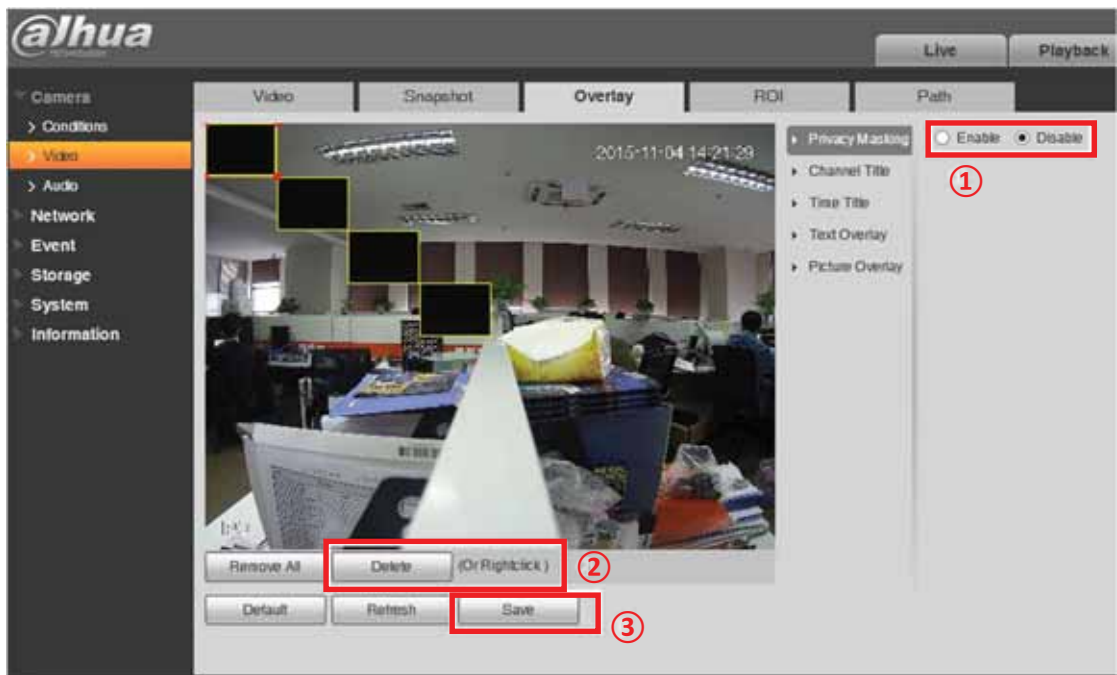 alhua
Live
Playback
Camera
Video
Snapshot
Overlay
ROI
Path
> Conditions
> Video
> Audio
Network
Event
Storage
System
Information
2015-11-04 14:21:29
Privacy Masking
Channel Title
Time Title
Text Overlay
Picture Overlay
Enable
Disable
①
Remove All
Delete
(Or Rightclick )
②
Default
Refresh
Save
③